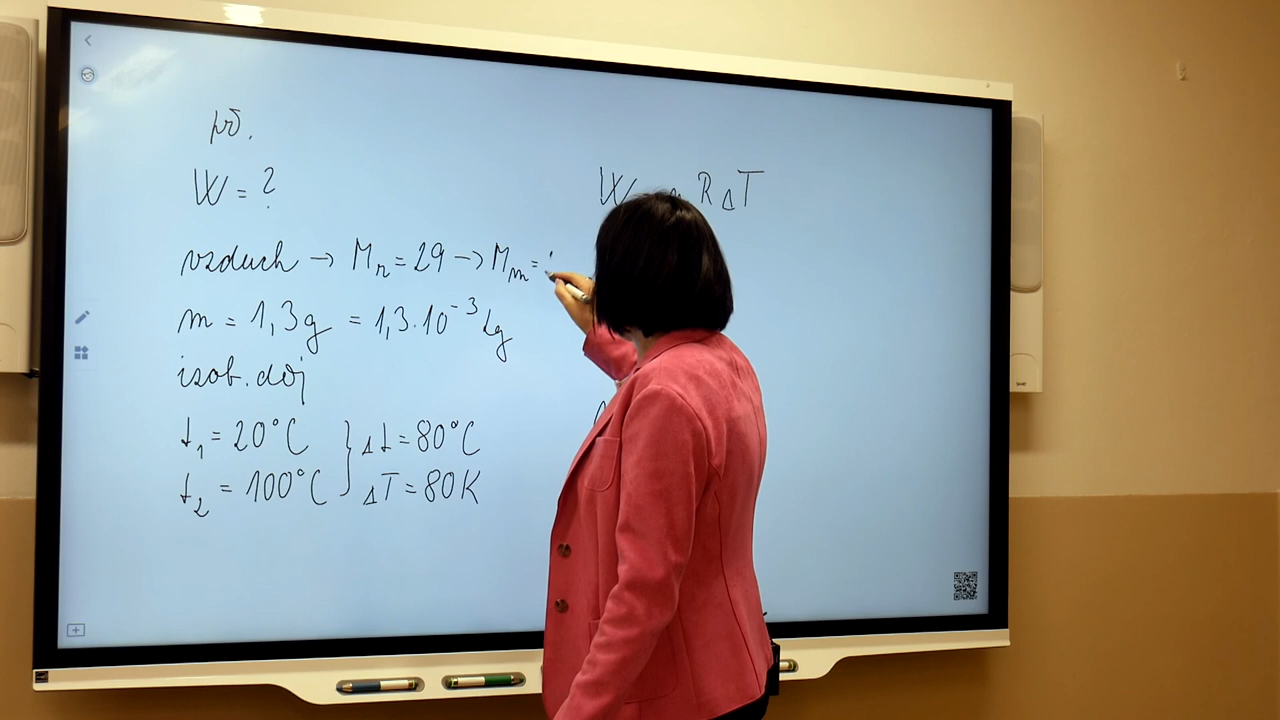 př.
W = ?
vzduch → Mr = 29 → Mm =
m = 1,3g = 1,3·10⁻³ kg
izob. děj
t₁ = 20°C
t₂ = 100°C
} Δt = 80°C
ΔT = 80K
W R ΔT